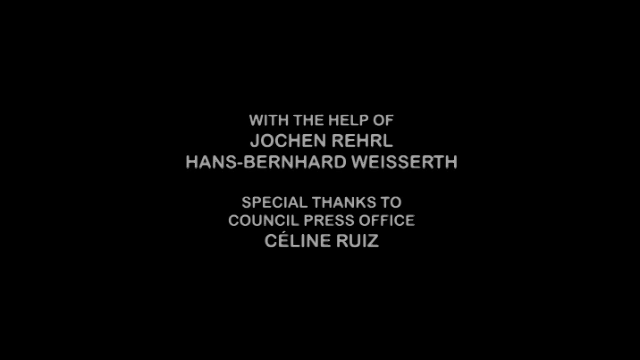 WITH THE HELP OF
JOCHEN REHRL
HANS-BERNHARD WEISSERTH
SPECIAL THANKS TO
COUNCIL PRESS OFFICE
CÉLINE RUIZ